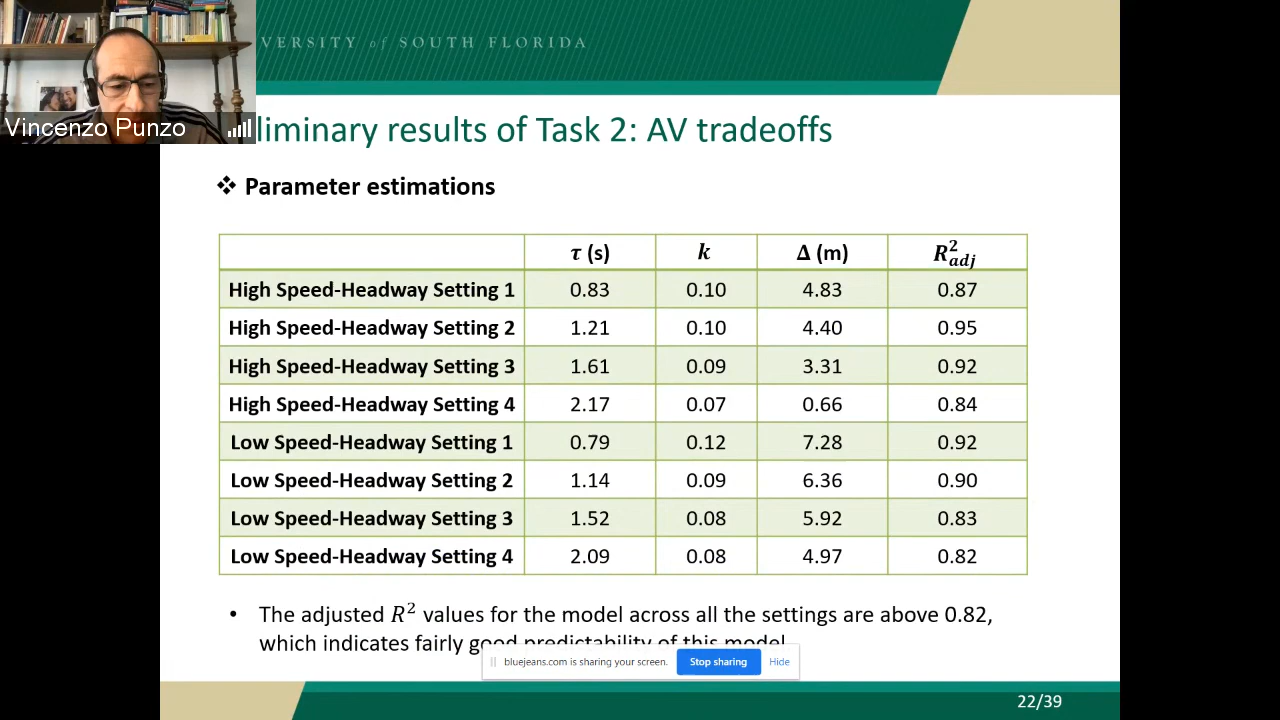 VERSITY of SOUTH FLORIDA
Vincenzo Punzo
liminary results of Task 2: AV tradeoffs
❖ Parameter estimations
τ (s) k Δ (m) R²adj
High Speed-Headway Setting 1 0.83 0.10 4.83 0.87
High Speed-Headway Setting 2 1.21 0.10 4.40 0.95
High Speed-Headway Setting 3 1.61 0.09 3.31 0.92
High Speed-Headway Setting 4 2.17 0.07 0.66 0.84
Low Speed-Headway Setting 1 0.79 0.12 7.28 0.92
Low Speed-Headway Setting 2 1.14 0.09 6.36 0.90
Low Speed-Headway Setting 3 1.52 0.08 5.92 0.83
Low Speed-Headway Setting 4 2.09 0.08 4.97 0.82
• The adjusted R² values for the model across all the settings are above 0.82,
which indicates fairly good predictability of this model
bluejeans.com is sharing your screen. Stop sharing Hide
22/39